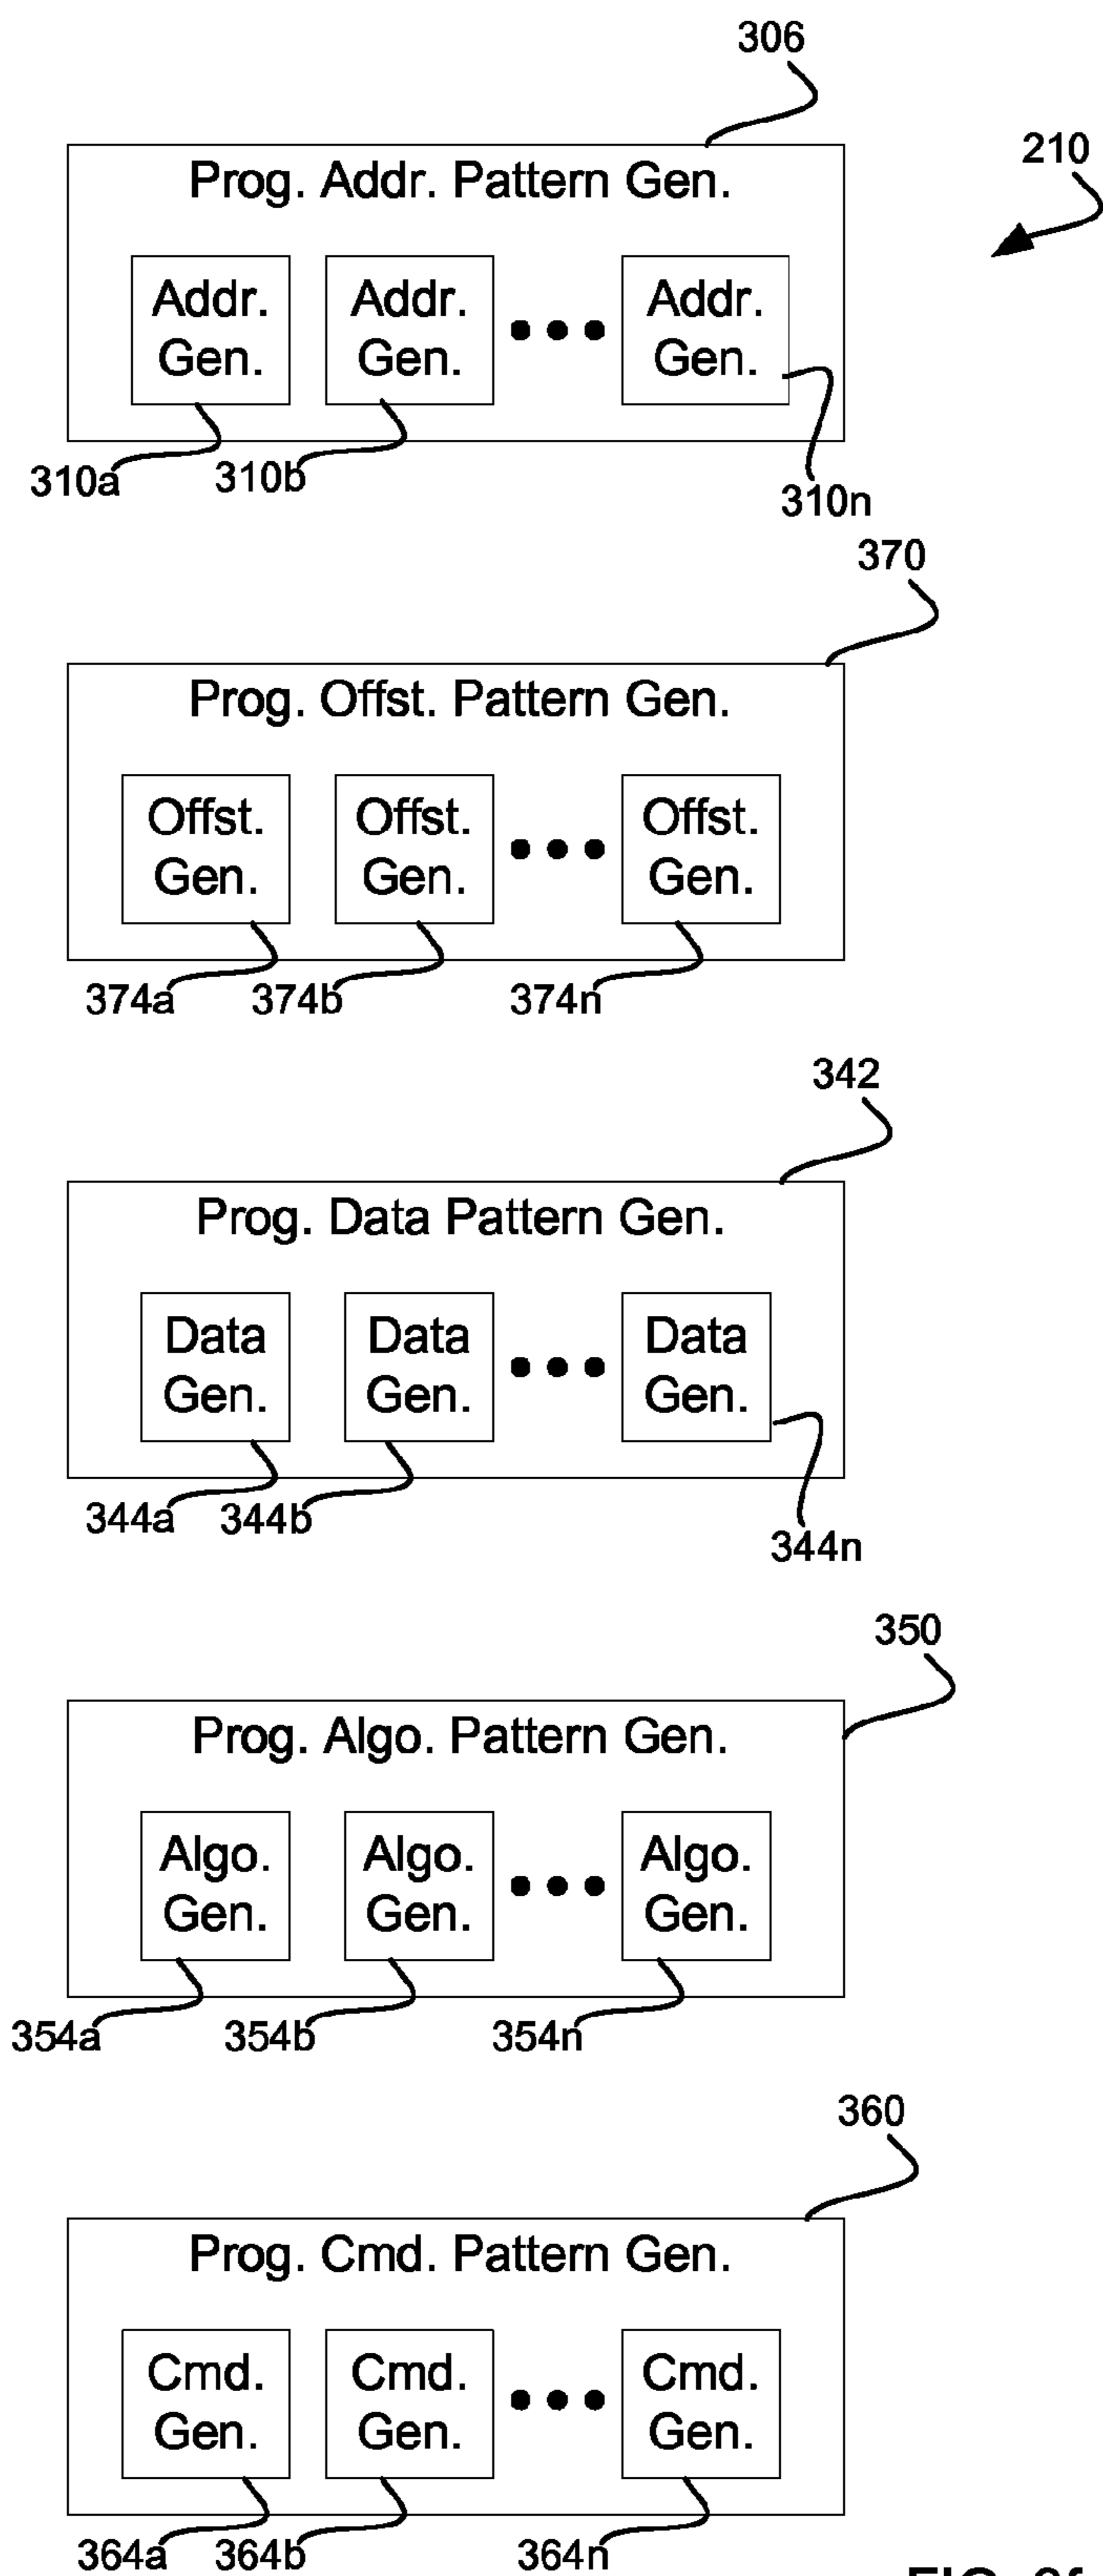 306
210
Prog. Addr. Pattern Gen.
Addr. Gen.
Addr. Gen.
Addr. Gen.
310a
310b
310n
370
Prog. Offst. Pattern Gen.
Offst. Gen.
Offst. Gen.
Offst. Gen.
374a
374b
374n
342
Prog. Data Pattern Gen.
Data Gen.
Data Gen.
Data Gen.
344a
344b
344n
350
Prog. Algo. Pattern Gen.
Algo. Gen.
Algo. Gen.
Algo. Gen.
354a
354b
354n
360
Prog. Cmd. Pattern Gen.
Cmd. Gen.
Cmd. Gen.
Cmd. Gen.
364a
364b
364n